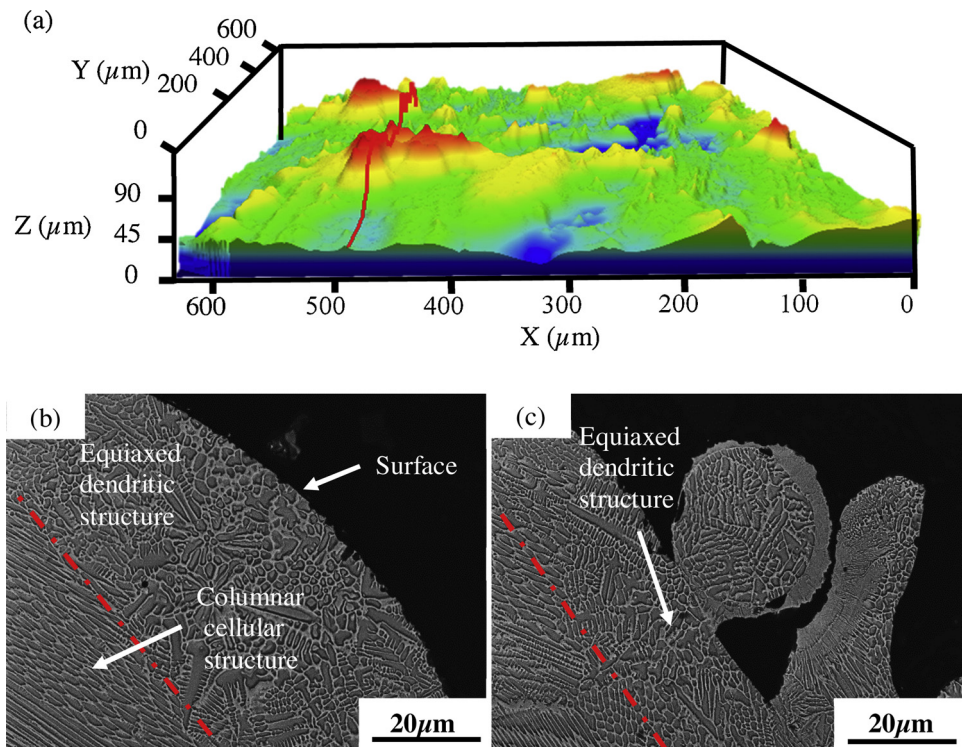 (a)
600
400
200
0
Y (µm)
90
45
0
Z (µm)
600
500
400
300
200
100
0
X (µm)
(b)
Equiaxed
dendritic
structure
Surface
Columnar
cellular
structure
20µm
(c)
Equiaxed
dendritic
structure
20µm